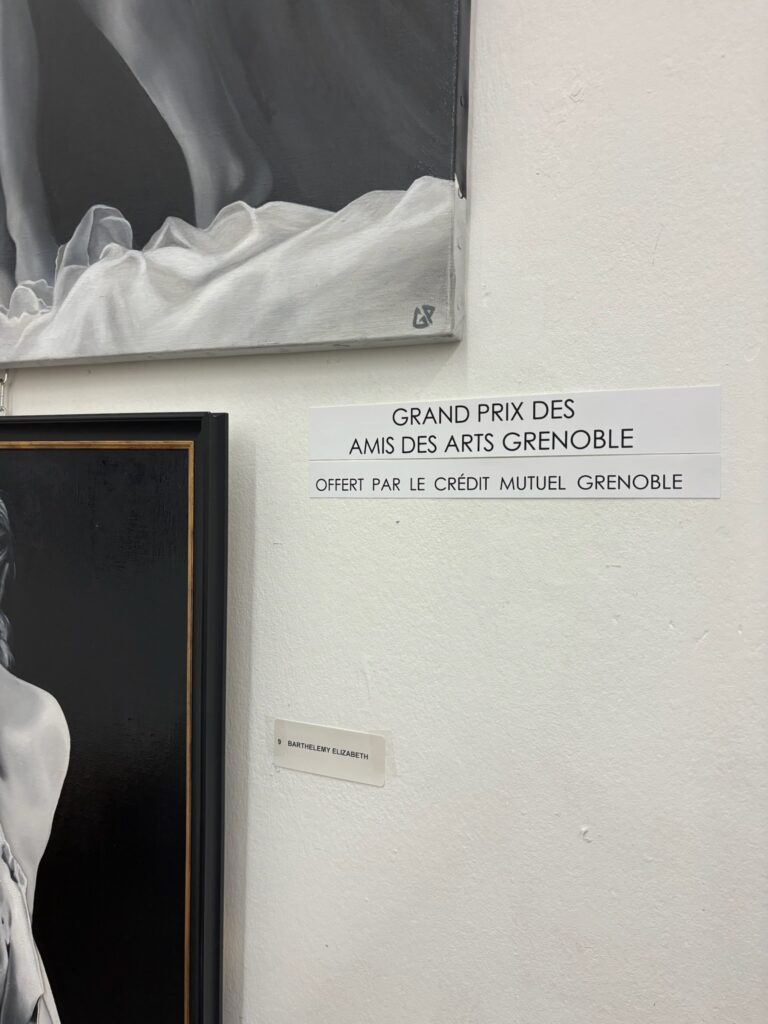 GRAND PRIX DES
AMIS DES ARTS GRENOBLE
OFFERT PAR LE CRÉDIT MUTUEL GRENOBLE
9 BARTHELEMY ELIZABETH